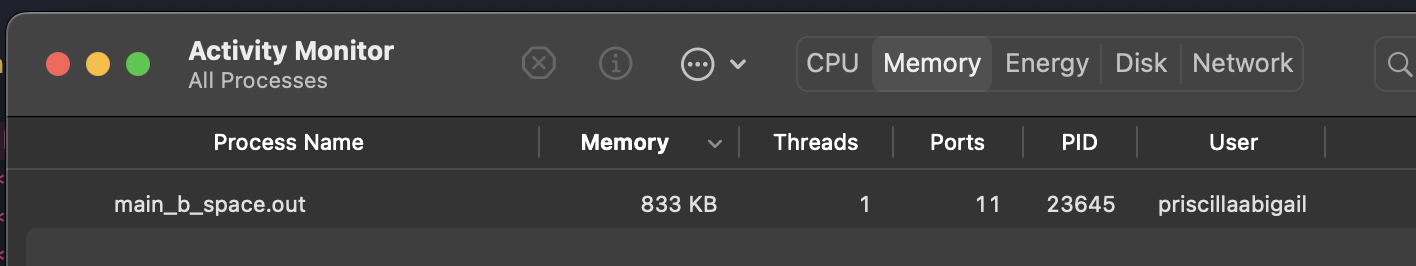 Activity Monitor
All Processes
CPU Memory Energy Disk Network
Process Name Memory Threads Ports PID User
main_b_space.out 833 KB 1 11 23645 priscillaabigail